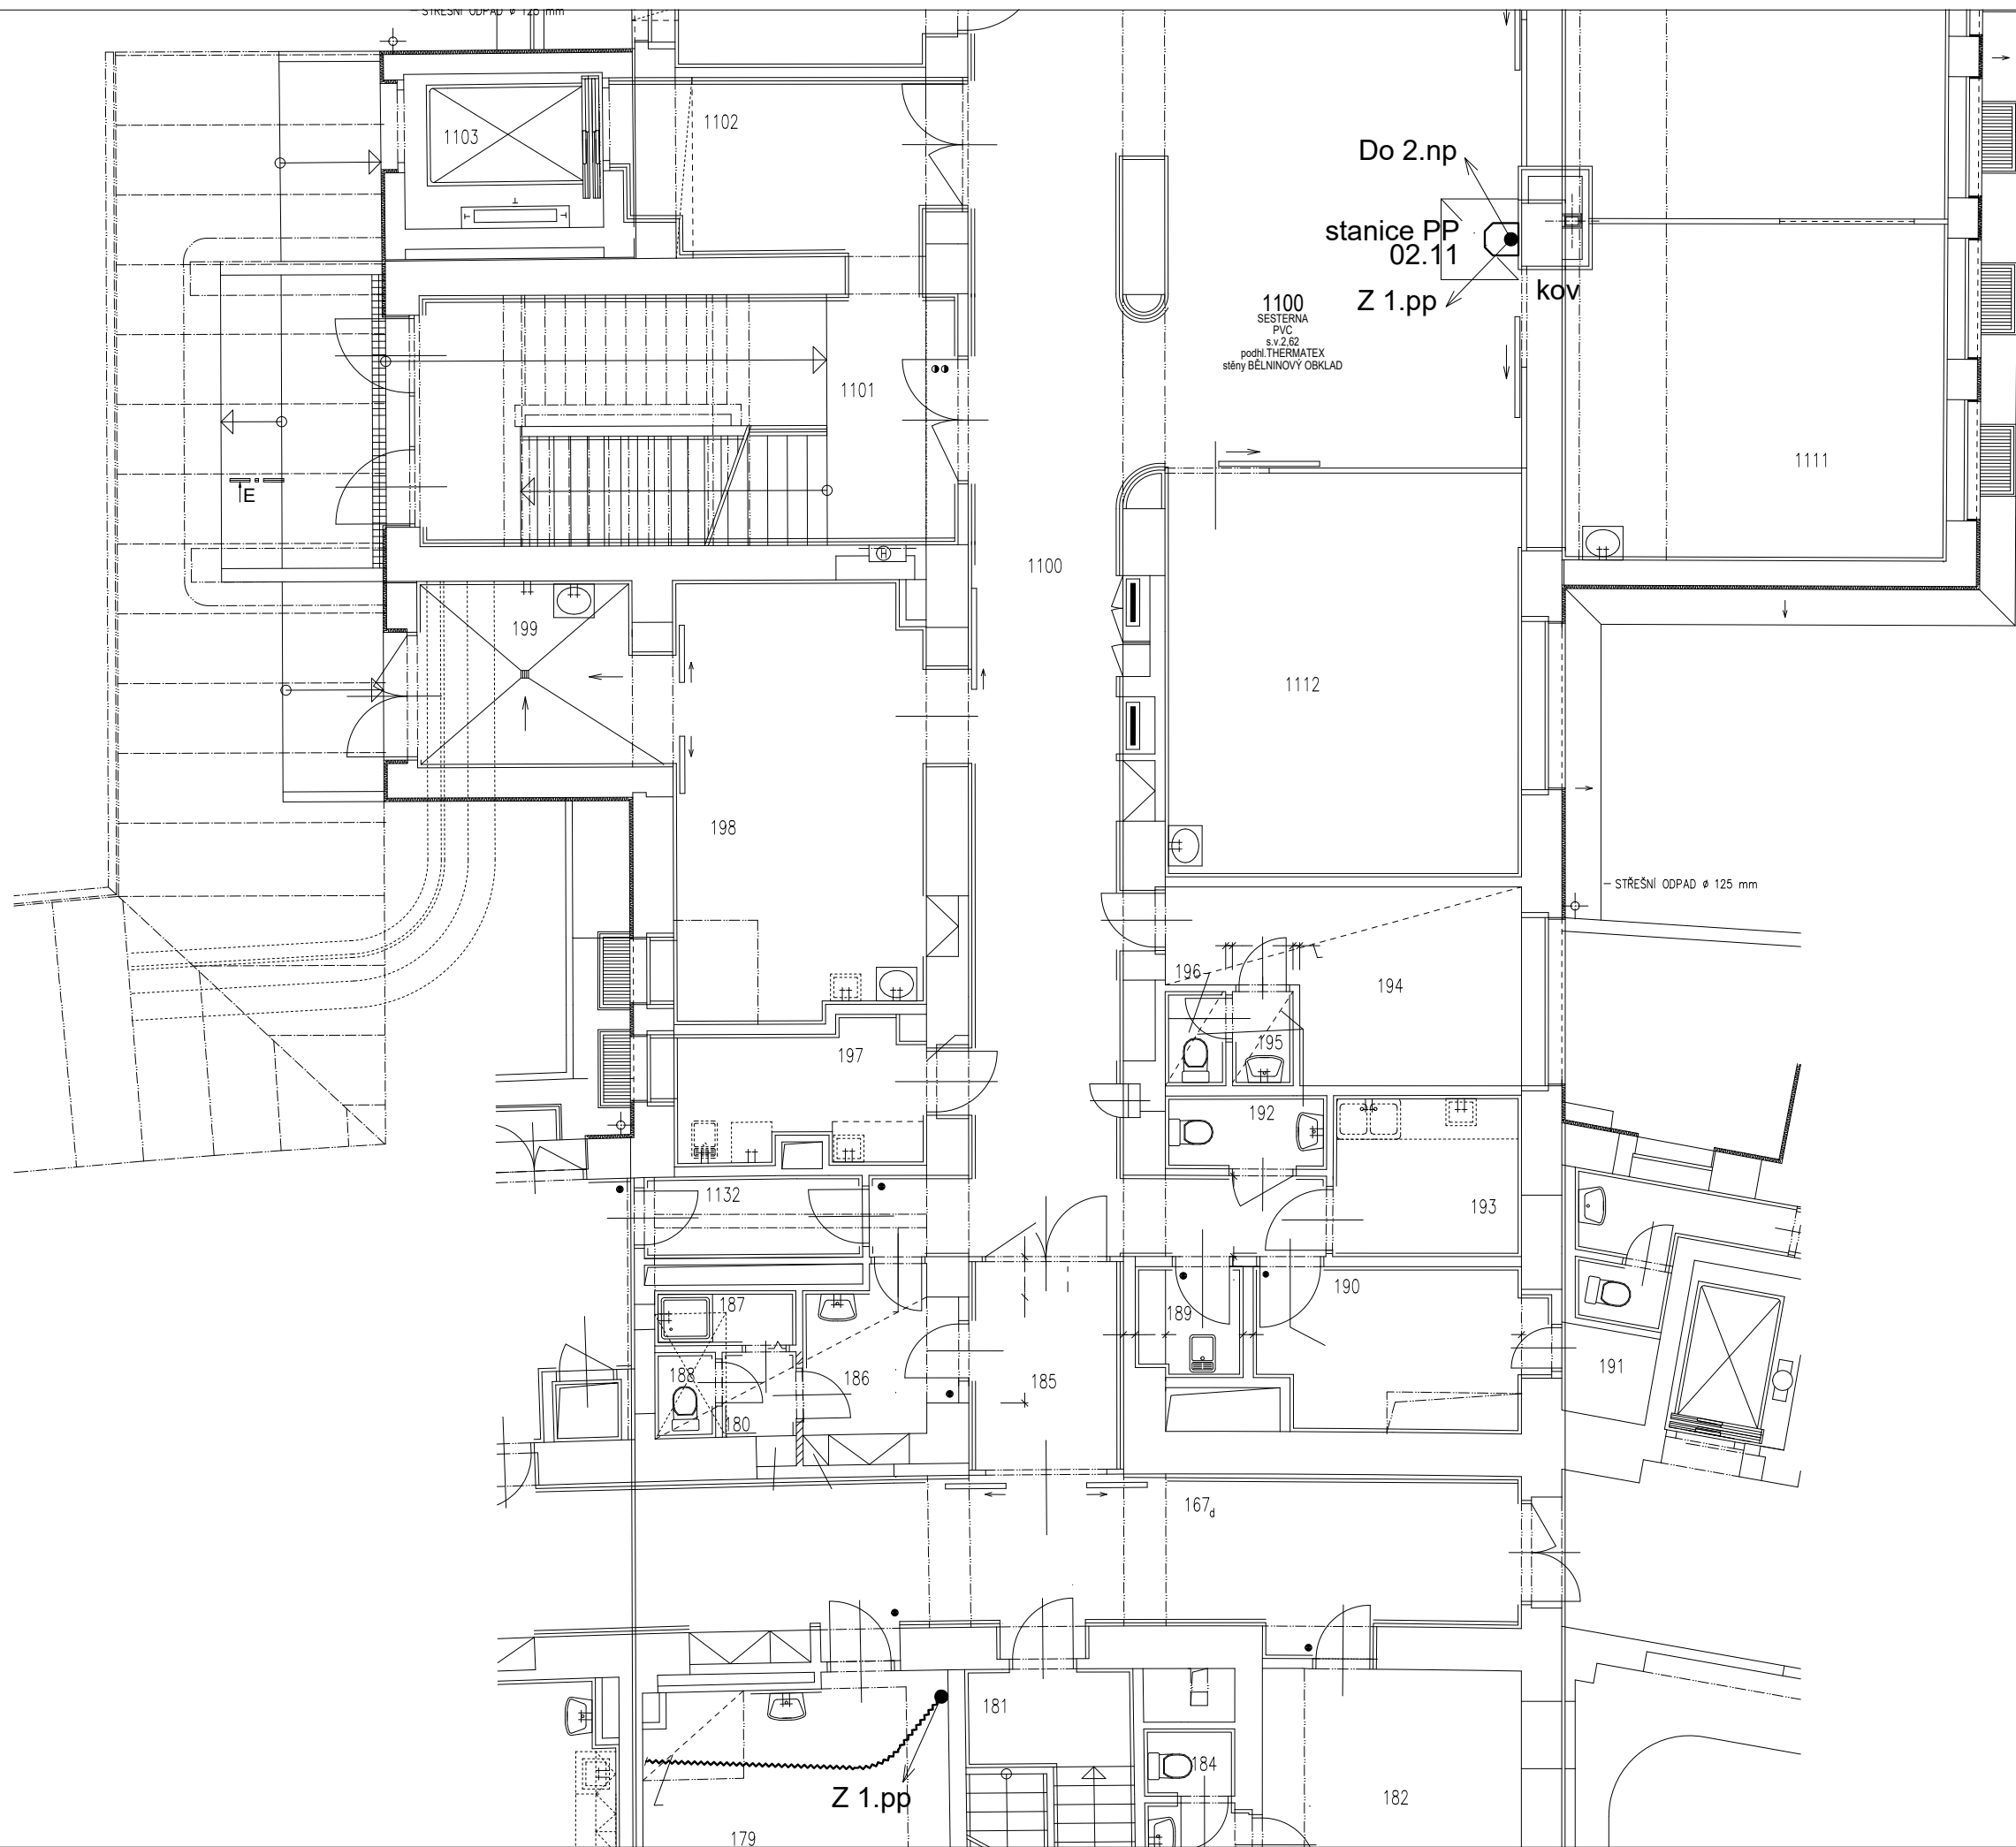 STŘEŠNÍ ODPAD ø 125 mm
1103
1102
Do 2.np
stanice PP
02.11
Z 1.pp
kov
1100
SESTERNA
PVC
s.v.2,62
podhl.THERMATEX
stěny BĚLNINOVÝ OBKLAD
1101
1111
E
H
1100
199
1112
198
STŘEŠNÍ ODPAD ø 125 mm
196
194
195
197
192
1132
193
187
189
190
188
186
185
191
180
167d
181
184
182
Z 1.pp
179